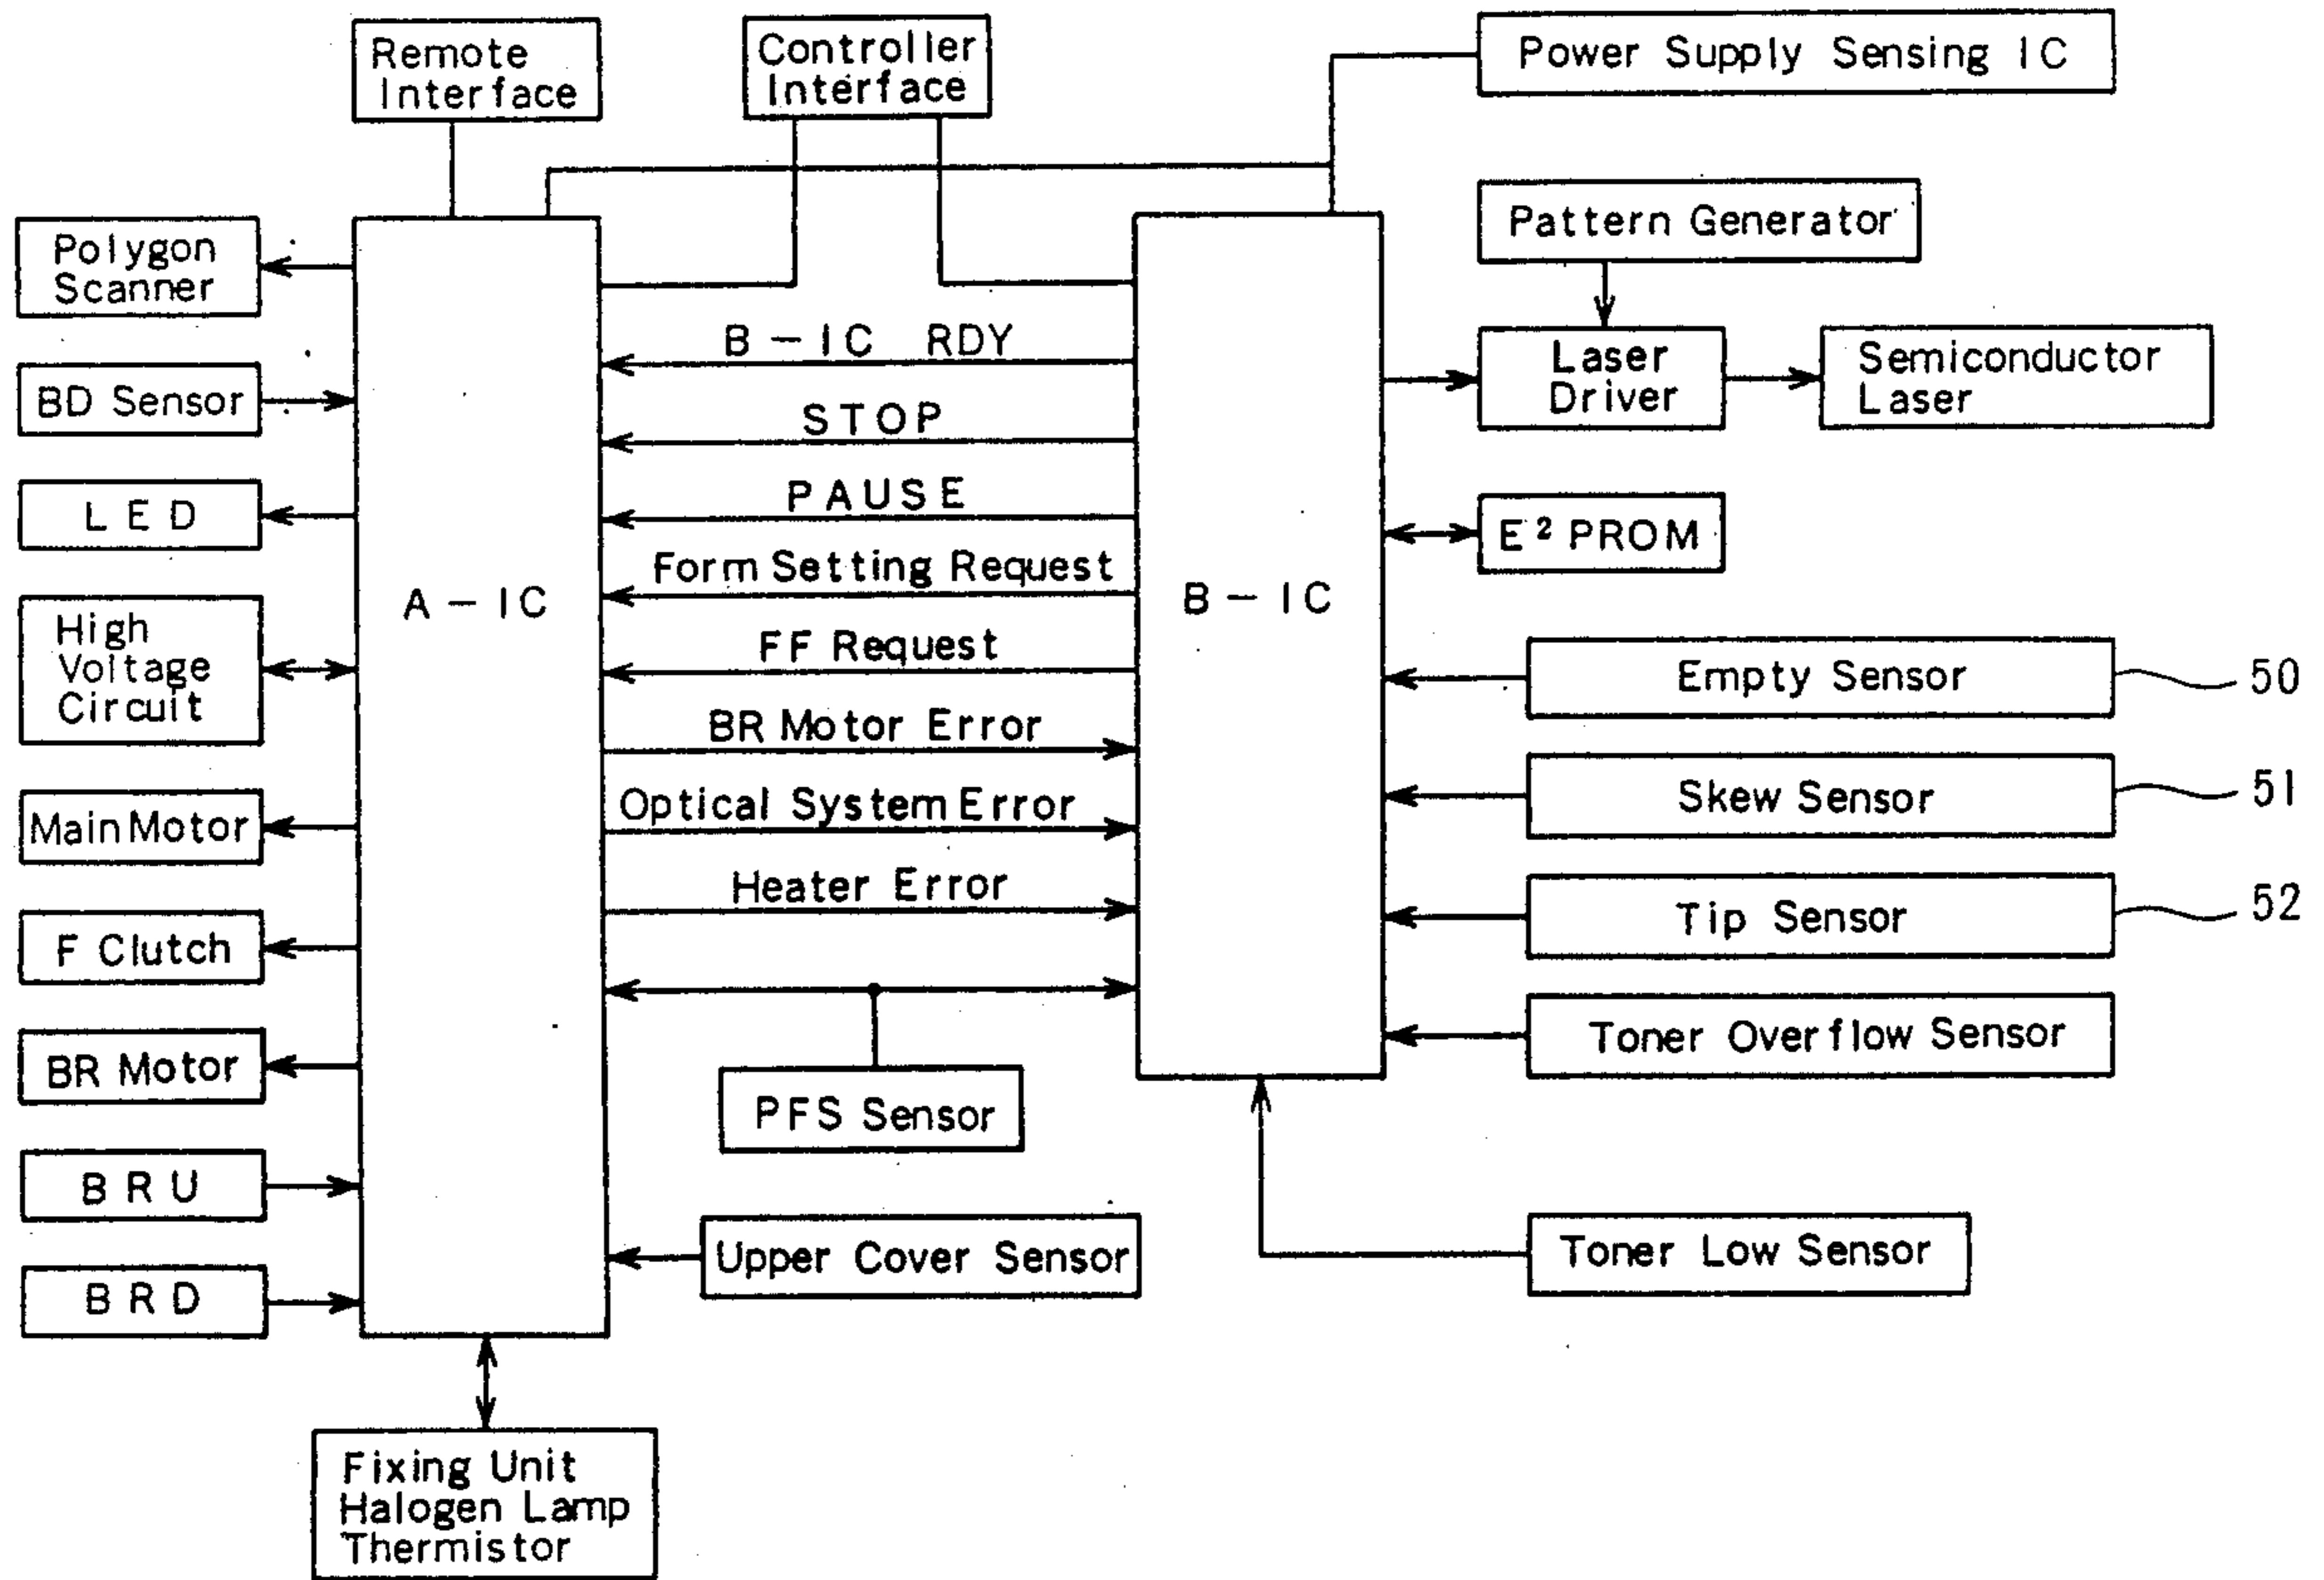 Remote
Interface
Controller
Interface
Power Supply Sensing IC
Polygon
Scanner
Pattern Generator
B-IC RDY
Laser
Driver
Semiconductor
Laser
BD Sensor
STOP
LED
PAUSE
E² PROM
A-IC
Form Setting Request
B-IC
High
Voltage
Circuit
FF Request
Empty Sensor
50
BR Motor Error
Main Motor
Optical System Error
Skew Sensor
51
Heater Error
F Clutch
Tip Sensor
52
BR Motor
Toner Overflow Sensor
PFS Sensor
BRU
Upper Cover Sensor
Toner Low Sensor
BRD
Fixing Unit
Halogen Lamp
Thermistor